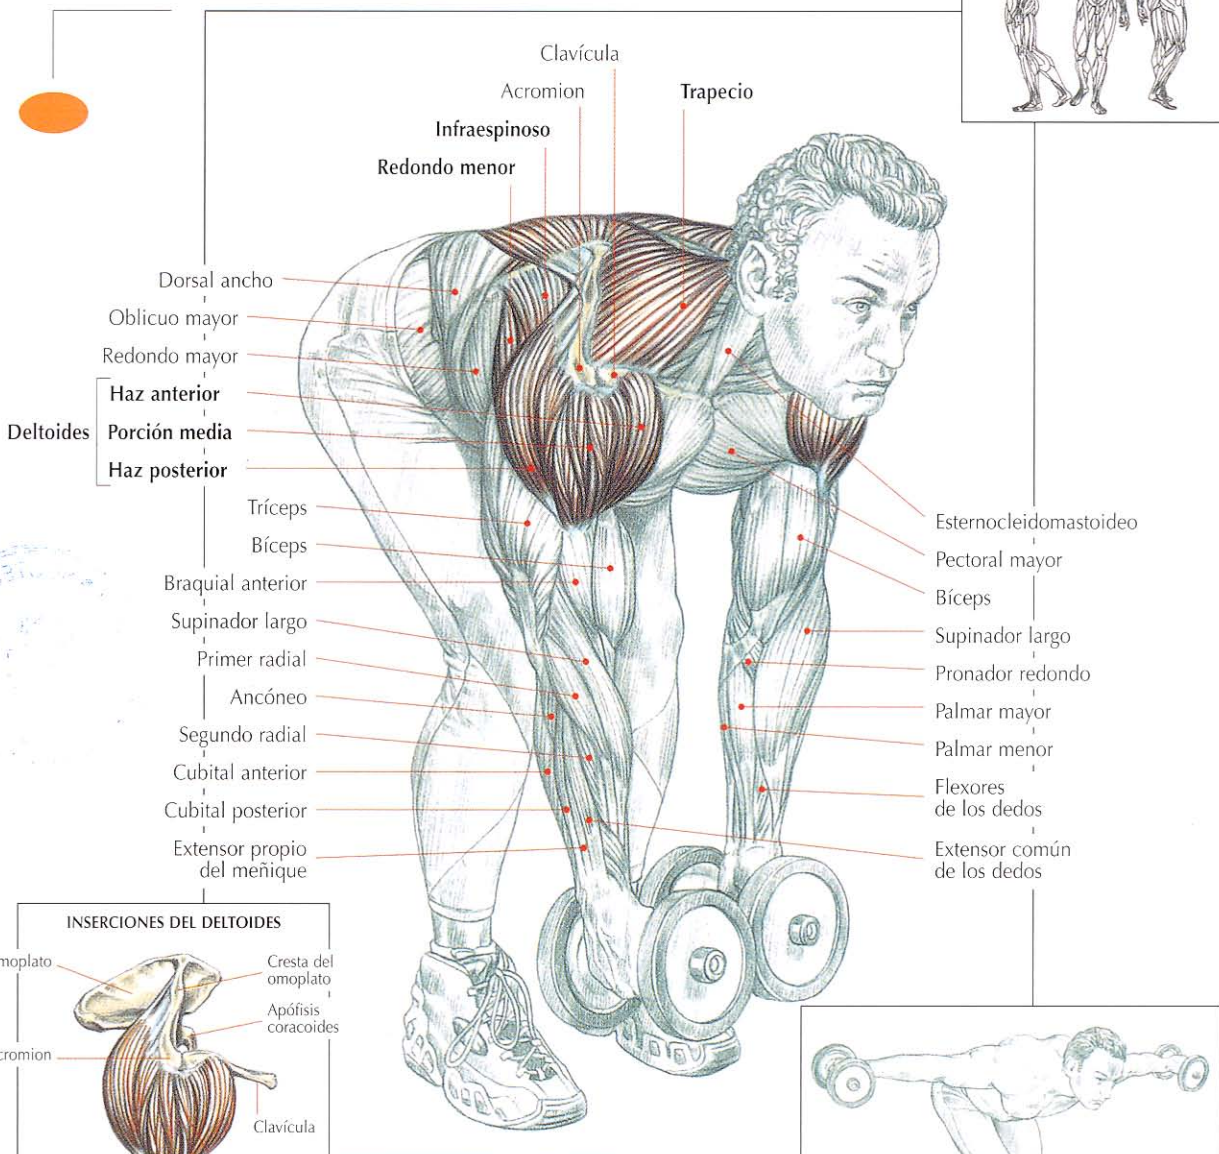 Clavícula
Acromion
Trapecio
Infraespinoso
Redondo menor
Dorsal ancho
Oblicuo mayor
Redondo mayor
Deltoides
Haz anterior
Porción media
Haz posterior
Tríceps
Bíceps
Braquial anterior
Supinador largo
Primer radial
Ancóneo
Segundo radial
Cubital anterior
Cubital posterior
Extensor propio
del meñique
Esternocleidomastoideo
Pectoral mayor
Bíceps
Supinador largo
Pronador redondo
Palmar mayor
Palmar menor
Flexores
de los dedos
Extensor común
de los dedos
INSERCIONES DEL DELTOIDES
moplato
Cresta del
omoplato
Apófisis
coracoides
cromion
Clavícula